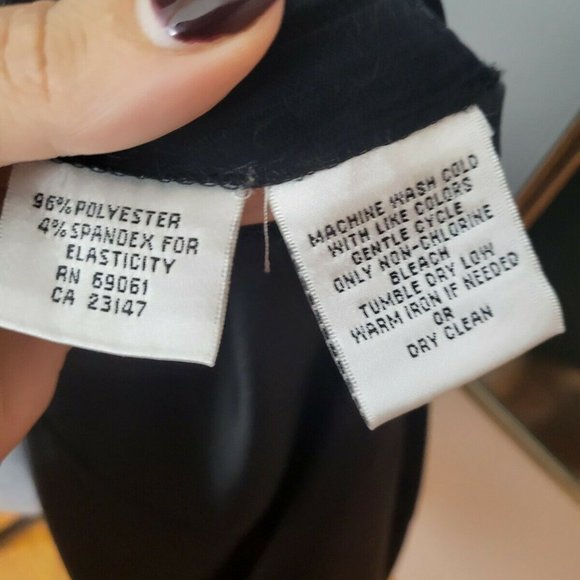 96% POLYESTER
4% SPANDEX FOR
ELASTICITY
RN 69061
CA 23147
MACHINE WASH COLD
WITH LIKE COLORS
GENTLE CYCLE
ONLY NON-CHLORINE
BLEACH
TUMBLE DRY LOW
WARM IRON IF NEEDED
OR
DRY CLEAN